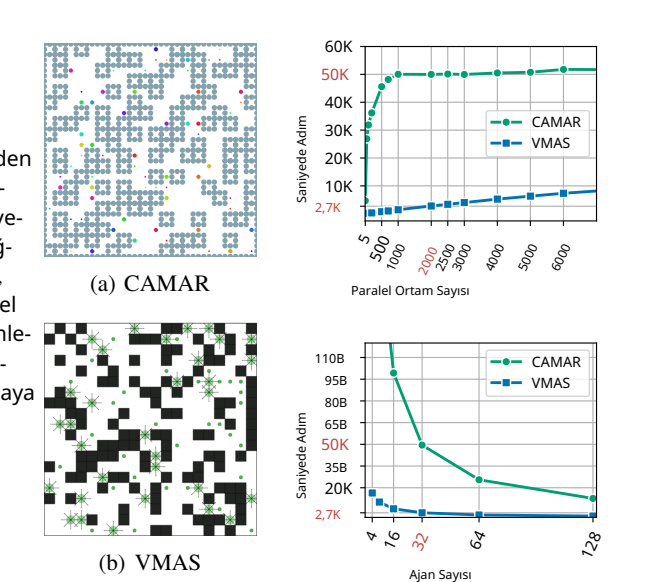 den
-
ve-
ğ-
,
el
nle-
-
aya
(a) CAMAR
(b) VMAS
60K
50K
40K
30K
20K
10K
2,7K
Saniyede Adım
CAMAR
VMAS
5
500
1000
2000
2500
3000
4000
5000
6000
Paralel Ortam Sayısı
110B
95B
80B
65B
50K
35B
20K
2,7K
Saniyede Adım
CAMAR
VMAS
4
16
32
64
128
Ajan Sayısı